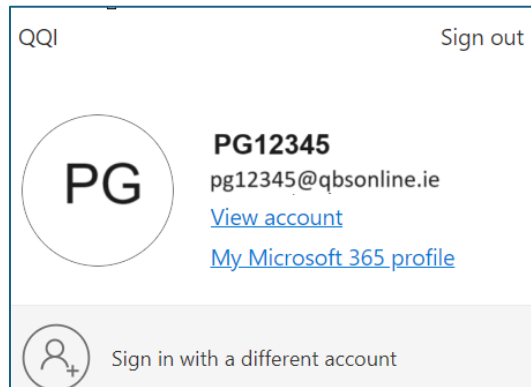 QQI
Sign out
PG
PG12345
pg12345@qbsonline.ie
View account
My Microsoft 365 profile
Sign in with a different account